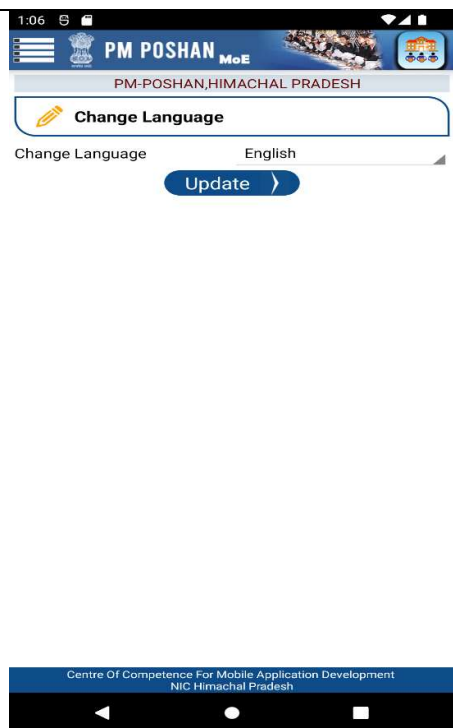 1:06
PM POSHAN MoE
PM-POSHAN,HIMACHAL PRADESH
Change Language
Change Language English
Update
Centre Of Competence For Mobile Application Development
NIC Himachal Pradesh